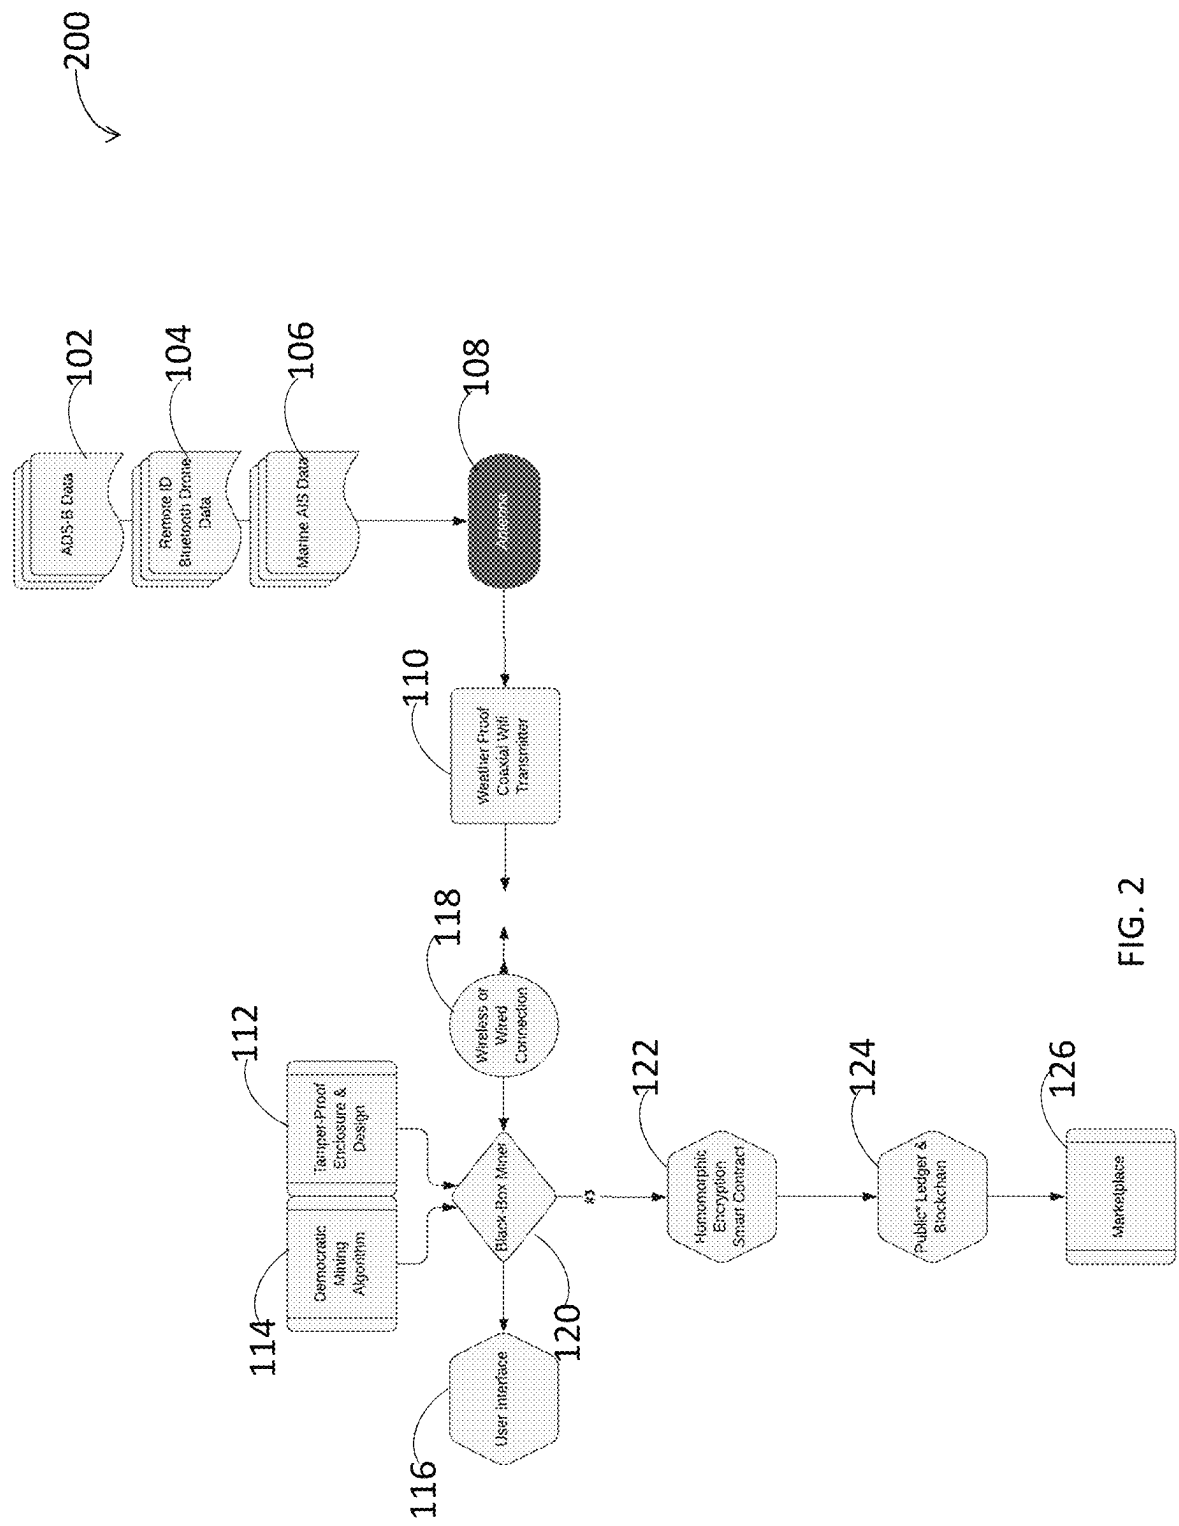 200
102
ADS-B Data
104
Remote ID
Bluetooth Drone
Data
106
Marine AIS Data
108
110
Weather Proof
Coaxial Wifi
Transmitter
118
Wireless or
Wired
Connection
112
Tamper-Proof
Enclosure &
Design
114
Democratic
Mining
Algorithm
Black-Box Miner
120
116
User Interface
#3
122
Homomorphic
Encryption
Smart Contract
124
Public* Ledger &
Blockchain
126
Marketplace
FIG. 2